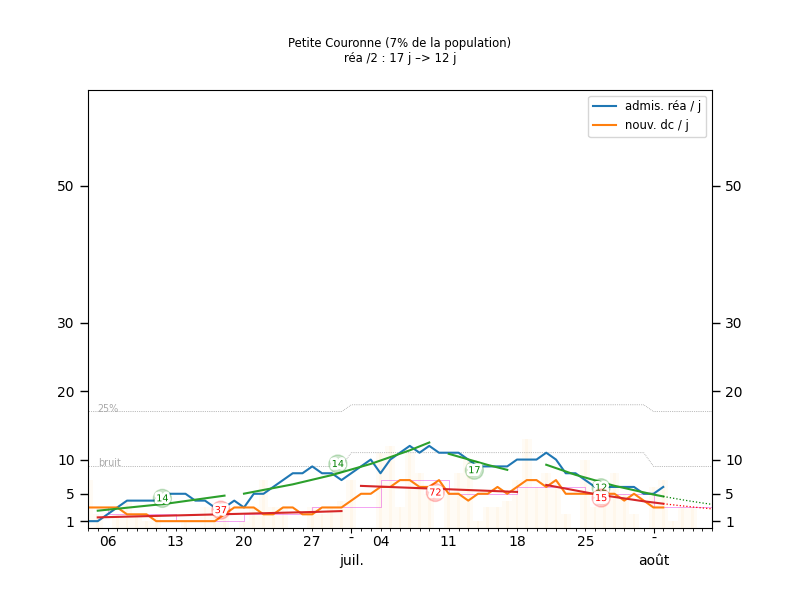 Petite Couronne (7% de la population)
réa /2 : 17 j –> 12 j
admis. réa / j
nouv. dc / j
50 50
30 30
20 20
25%
10 10
bruit
5 5
1 1
14 37 14 72 17 12 15
06 13 20 27 - 04 11 18 25 -
juil. août